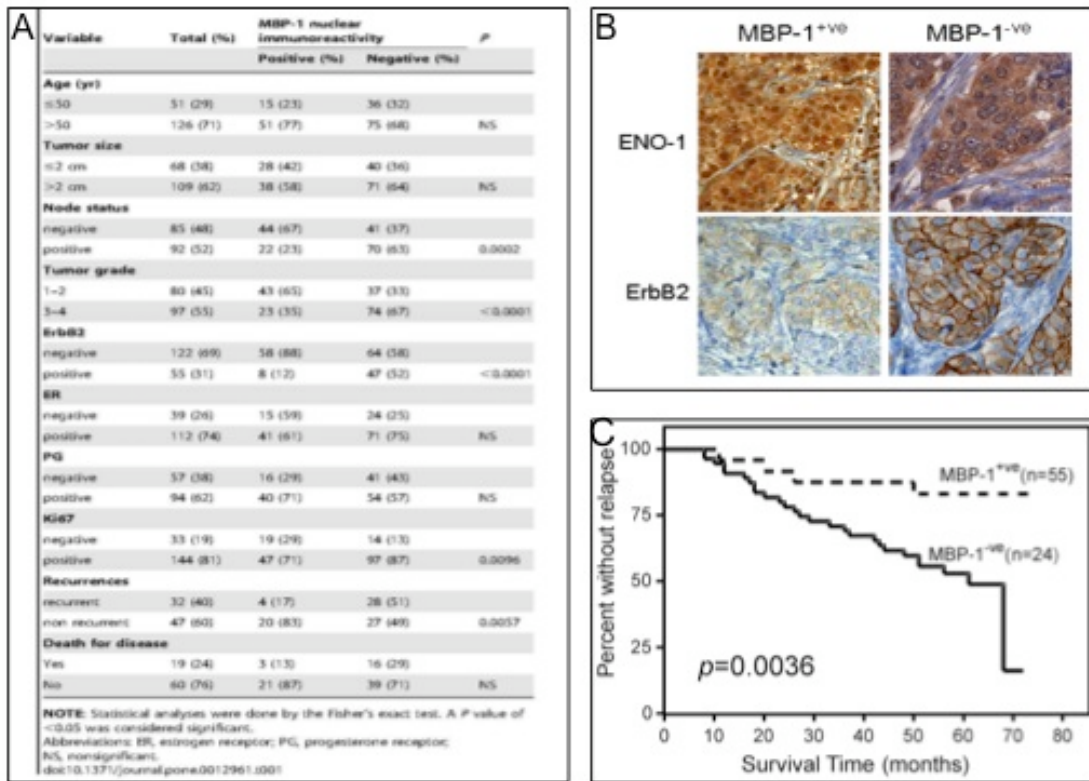 A
Variable Total (%) MBP-1 nuclear immunoreactivity P
Positive (%) Negative (%)
Age (yr)
≤50 51 (29) 15 (23) 36 (32)
>50 126 (71) 51 (77) 75 (68) NS
Tumor size
≤2 cm 68 (38) 28 (42) 40 (36)
>2 cm 109 (62) 38 (58) 71 (64) NS
Node status
negative 85 (48) 44 (67) 41 (37)
positive 92 (52) 22 (23) 70 (63) 0.0002
Tumor grade
1–2 80 (45) 43 (65) 37 (33)
3–4 97 (55) 23 (35) 74 (67) <0.0001
ErbB2
negative 122 (69) 58 (88) 64 (58)
positive 55 (31) 8 (12) 47 (52) <0.0001
ER
negative 39 (26) 15 (59) 24 (25)
positive 112 (74) 41 (61) 71 (75) NS
PG
negative 57 (38) 16 (29) 41 (43)
positive 94 (62) 40 (71) 54 (57) NS
Ki67
negative 33 (19) 19 (29) 14 (13)
positive 144 (81) 47 (71) 97 (87) 0.0096
Recurrences
recurrent 32 (40) 4 (17) 28 (51)
non recurrent 47 (60) 20 (83) 27 (49) 0.0057
Death for disease
Yes 19 (24) 3 (13) 16 (29)
No 60 (76) 21 (87) 39 (71) NS
NOTE: Statistical analyses were done by the Fisher's exact test. A P value of
<0.05 was considered significant.
Abbreviations: ER, estrogen receptor; PG, progesterone receptor;
NS, nonsignificant.
doi:10.1371/journal.pone.0012961.t001
B
MBP-1+ve MBP-1-ve
ENO-1
ErbB2
C
Percent without relapse
100
75
50
25
0
MBP-1+ve(n=55)
MBP-1-ve(n=24)
p=0.0036
0 10 20 30 40 50 60 70 80
Survival Time (months)